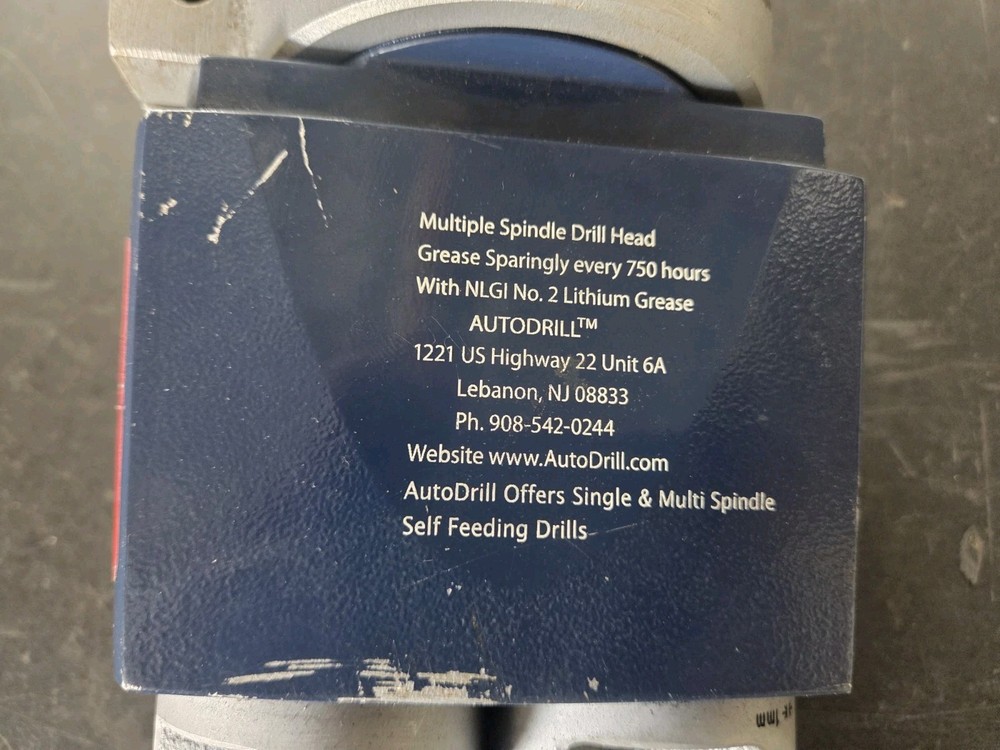 Multiple Spindle Drill Head
Grease Sparingly every 750 hours
With NLGI No. 2 Lithium Grease
AUTODRILL™
1221 US Highway 22 Unit 6A
Lebanon, NJ 08833
Ph. 908-542-0244
Website www.AutoDrill.com
AutoDrill Offers Single & Multi Spindle
Self Feeding Drills
1mm